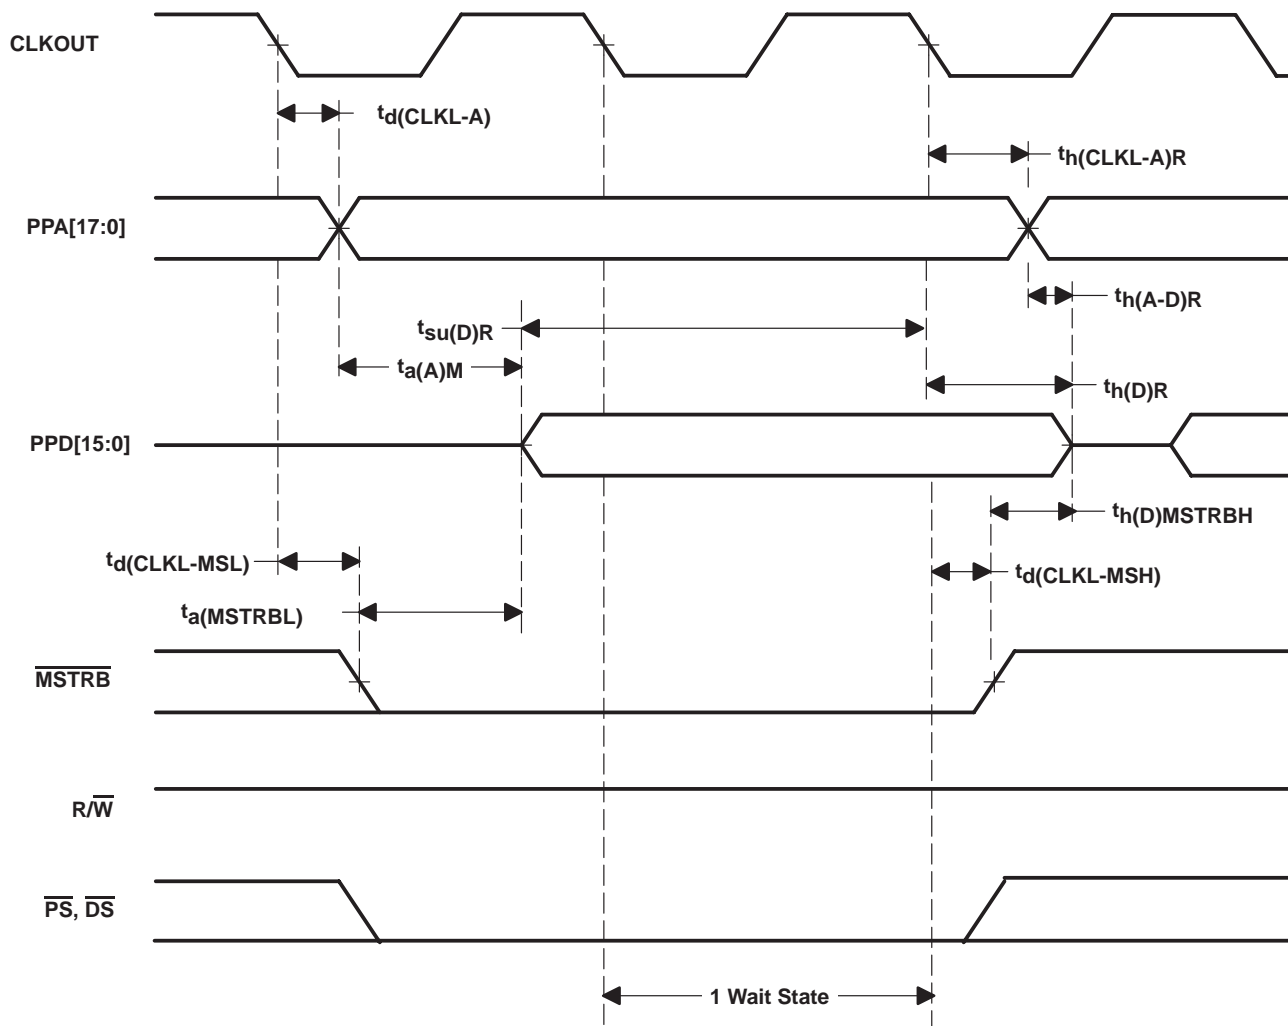 CLKOUT
td(CLKL-A)
th(CLKL-A)R
PPA[17:0]
th(A-D)R
tsu(D)R
ta(A)M
th(D)R
PPD[15:0]
th(D)MSTRBH
td(CLKL-MSL)
td(CLKL-MSH)
ta(MSTRBL)
MSTRB
R/W
PS, DS
1 Wait State